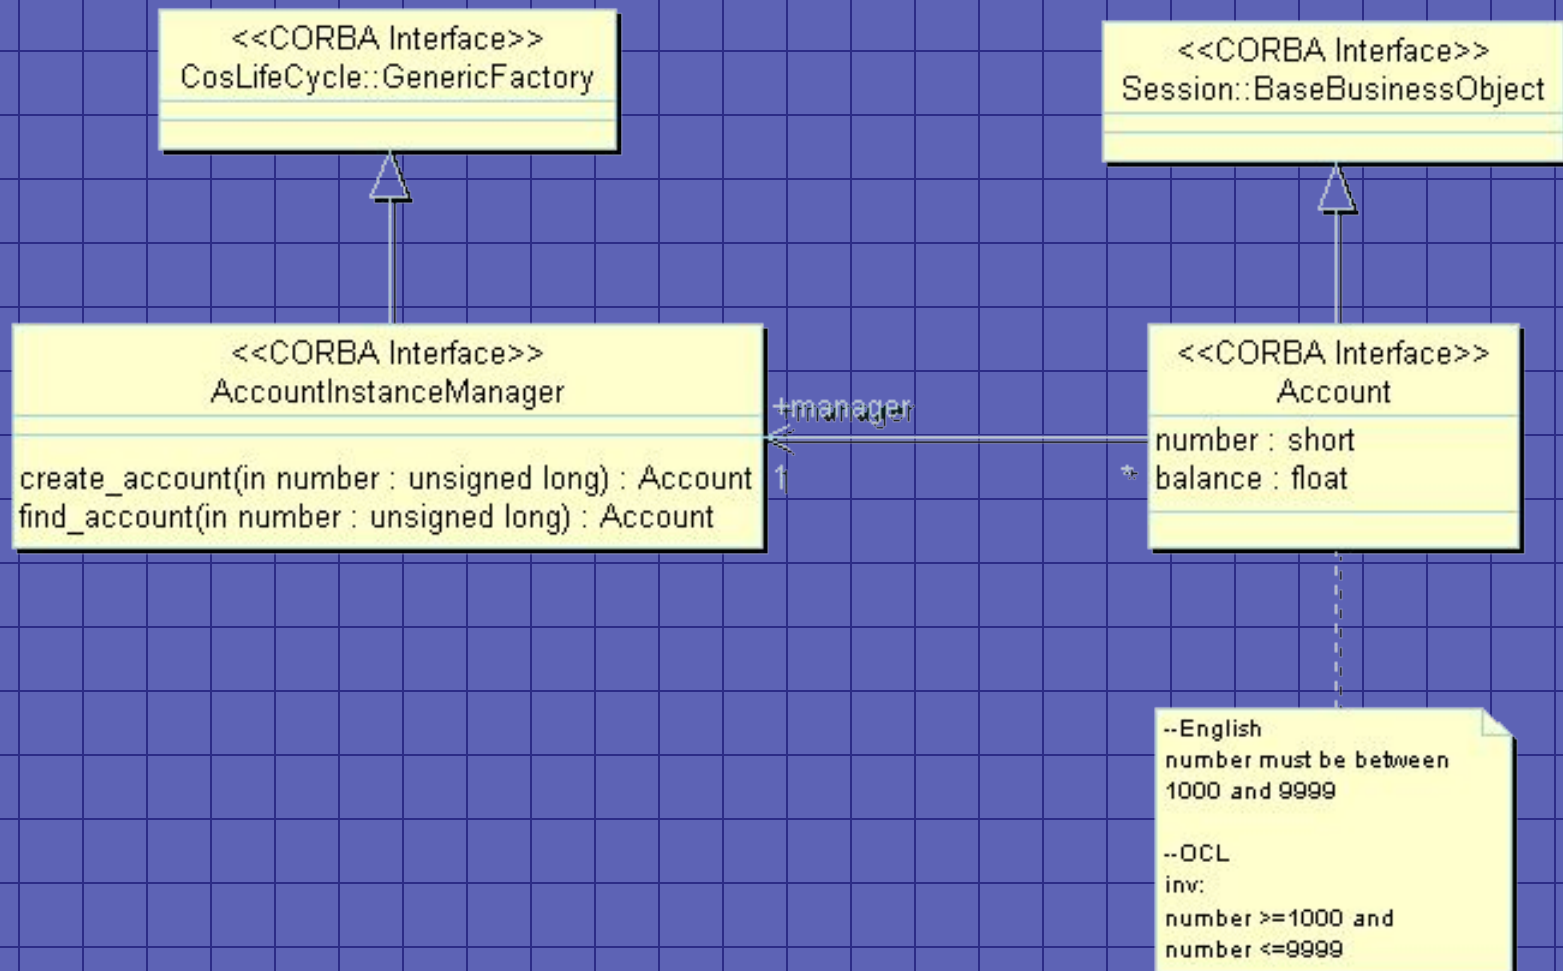 <<CORBA Interface>>
CosLifeCycle::GenericFactory
<<CORBA Interface>>
Session::BaseBusinessObject
<<CORBA Interface>>
AccountInstanceManager
create_account(in number : unsigned long) : Account
find_account(in number : unsigned long) : Account
+manager
1
*
<<CORBA Interface>>
Account
number : short
balance : float
--English
number must be between
1000 and 9999
--OCL
inv:
number >=1000 and
number <=9999